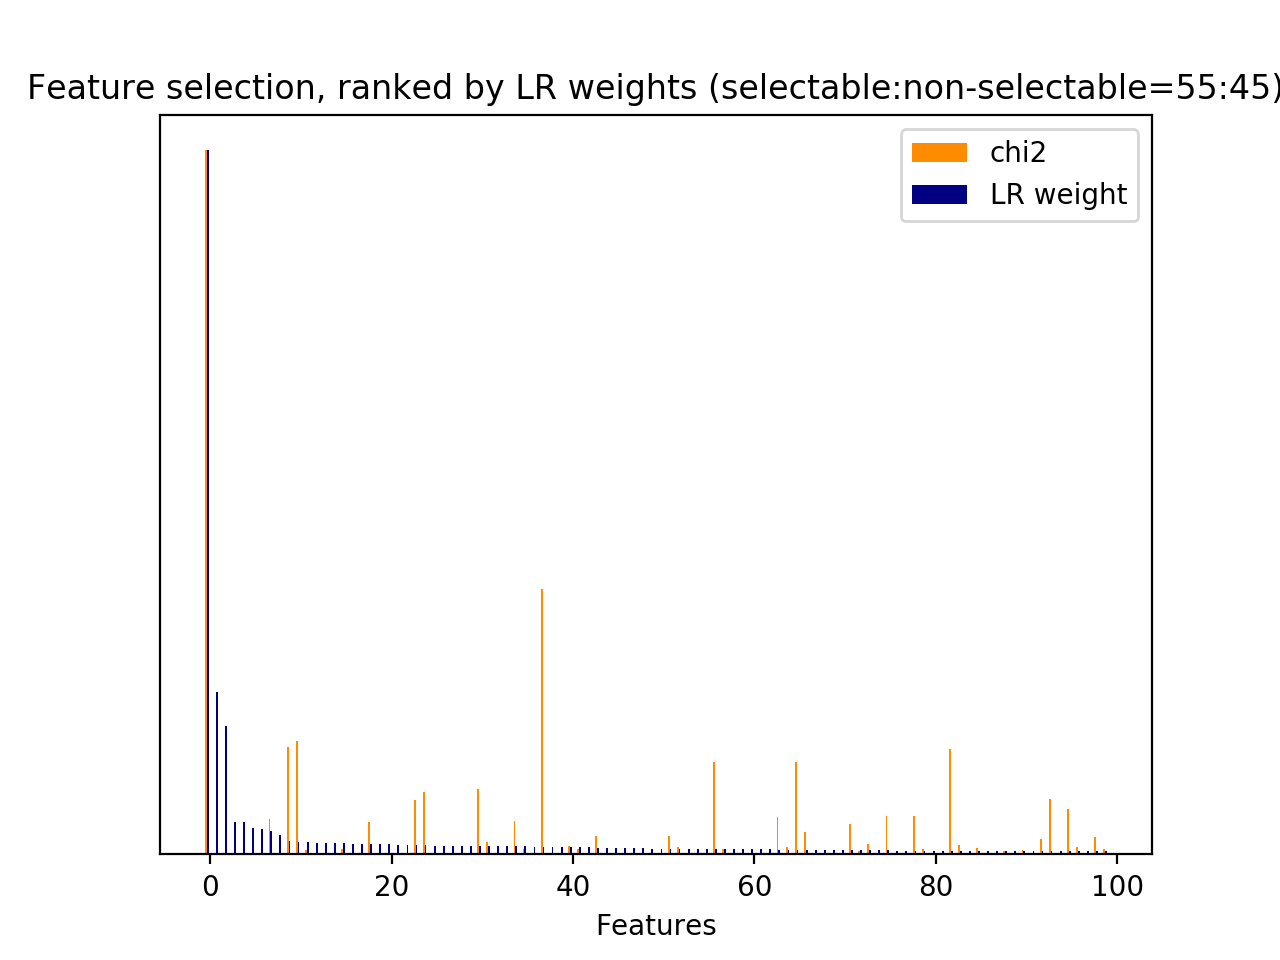 Feature selection, ranked by LR weights (selectable:non-selectable=55:45)
chi2
LR weight
0 20 40 60 80 100
Features